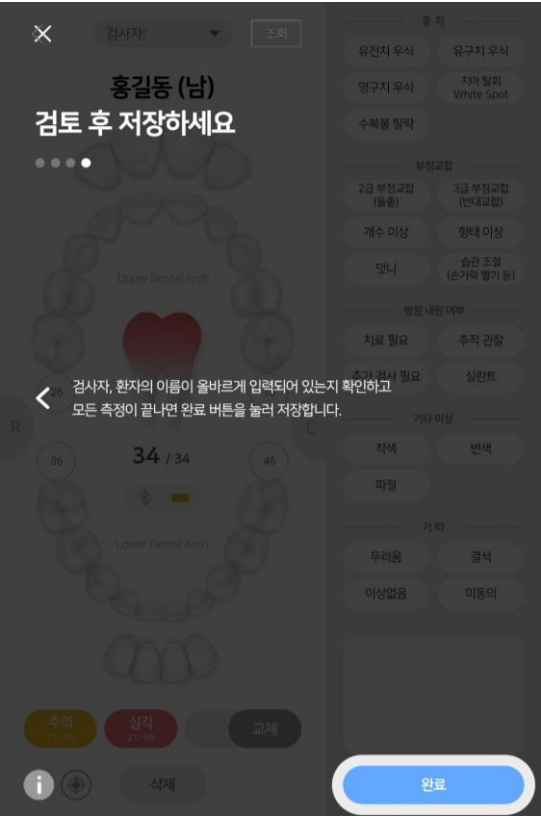 검사자:
조회
홍길동 (남)
검토 후 저장하세요
Upper Dental Arch
26
검사자, 환자의 이름이 올바르게 입력되어 있는지 확인하고
모든 측정이 끝나면 완료 버튼을 눌러 저장합니다.
R
L
36
34 / 34
46
Lower Dental Arch
주의
11~20
심각
21~99
교체
i
삭제
충 치
유전치 우식
유구치 우식
영구치 우식
치아 탈회
White Spot
수복물 탈락
부정교합
2급 부정교합
(돌출)
3급 부정교합
(반대교합)
개수 이상
형태 이상
덧니
습관 조절
(손가락 빨기 등)
병원 내원 여부
치료 필요
추적 관찰
추가 검사 필요
실란트
기타 이상
착색
변색
파절
기 타
두려움
결석
이상없음
미동의
완료